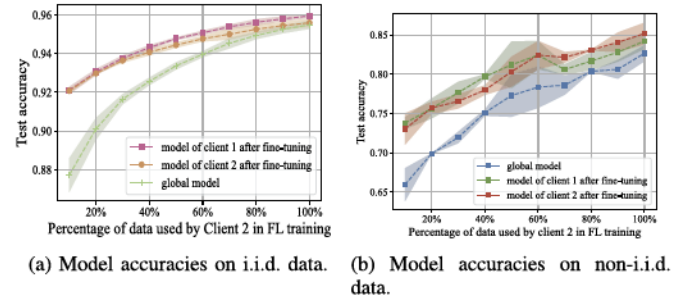 0.96
0.94
0.92
0.90
0.88
Test accuracy
model of client 1 after fine-tuning
model of client 2 after fine-tuning
global model
20% 40% 60% 80% 100%
Percentage of data used by Client 2 in FL training
(a) Model accuracies on i.i.d. data.
0.85
0.80
0.75
0.70
0.65
Test accuracy
global model
model of client 1 after fine-tuning
model of client 2 after fine-tuning
20% 40% 60% 80% 100%
Percentage of data used by client 2 in FL training
(b) Model accuracies on non-i.i.d.
data.